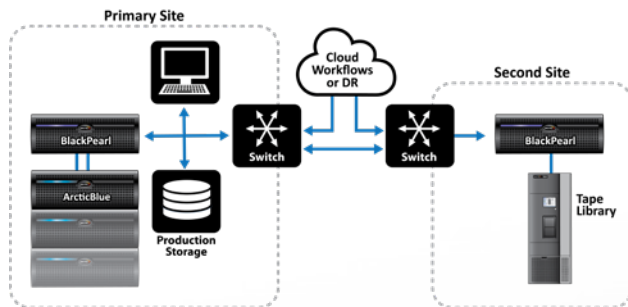 Primary Site
Cloud
Workflows
or DR
Second Site
BlackPearl
Switch
Switch
BlackPearl
ArcticBlue
Production
Storage
Tape
Library